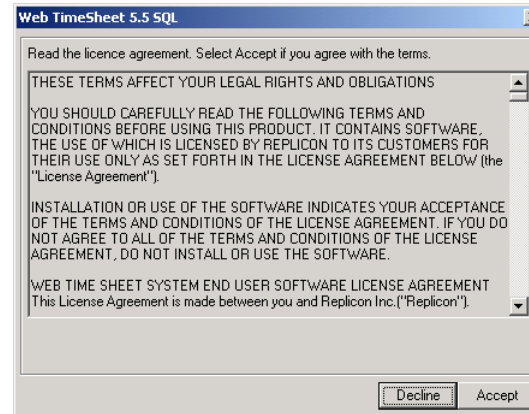 Web TimeSheet 5.5 SQL
Read the licence agreement. Select Accept if you agree with the terms.
THESE TERMS AFFECT YOUR LEGAL RIGHTS AND OBLIGATIONS
YOU SHOULD CAREFULLY READ THE FOLLOWING TERMS AND
CONDITIONS BEFORE USING THIS PRODUCT. IT CONTAINS SOFTWARE,
THE USE OF WHICH IS LICENSED BY REPLICON TO ITS CUSTOMERS FOR
THEIR USE ONLY AS SET FORTH IN THE LICENSE AGREEMENT BELOW (the
"License Agreement").
INSTALLATION OR USE OF THE SOFTWARE INDICATES YOUR ACCEPTANCE
OF THE TERMS AND CONDITIONS OF THE LICENSE AGREEMENT. IF YOU DO
NOT AGREE TO ALL OF THE TERMS AND CONDITIONS OF THE LICENSE
AGREEMENT, DO NOT INSTALL OR USE THE SOFTWARE.
WEB TIME SHEET SYSTEM END USER SOFTWARE LICENSE AGREEMENT
This License Agreement is made between you and Replicon Inc.("Replicon").
Decline Accept